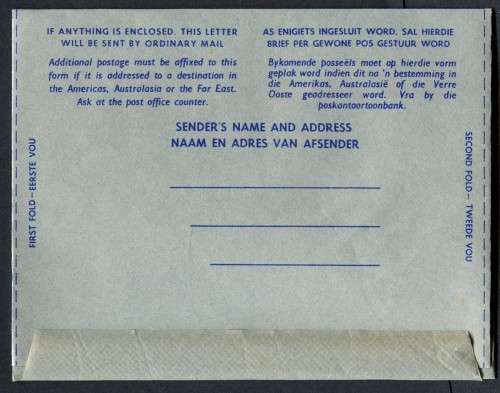 IF ANYTHING IS ENCLOSED, THIS LETTER
WILL BE SENT BY ORDINARY MAIL
Additional postage must be affixed to this
form if it is addressed to a destination in
the Americas, Australasia or the Far East.
Ask at the post office counter.
AS ENIGIETS INGESLUIT WORD, SAL HIERDIE
BRIEF PER GEWONE POS GESTUUR WORD
Bykomende posseëls moet op hierdie vorm
geplak word indien dit na 'n bestemming in
die Amerikas, Australasië of die Verre
Ooste geadresseer word. Vra by die
poskantoortoonbank.
SENDER'S NAME AND ADDRESS
NAAM EN ADRES VAN AFSENDER
FIRST FOLD—EERSTE VOU
SECOND FOLD—TWEEDE VOU